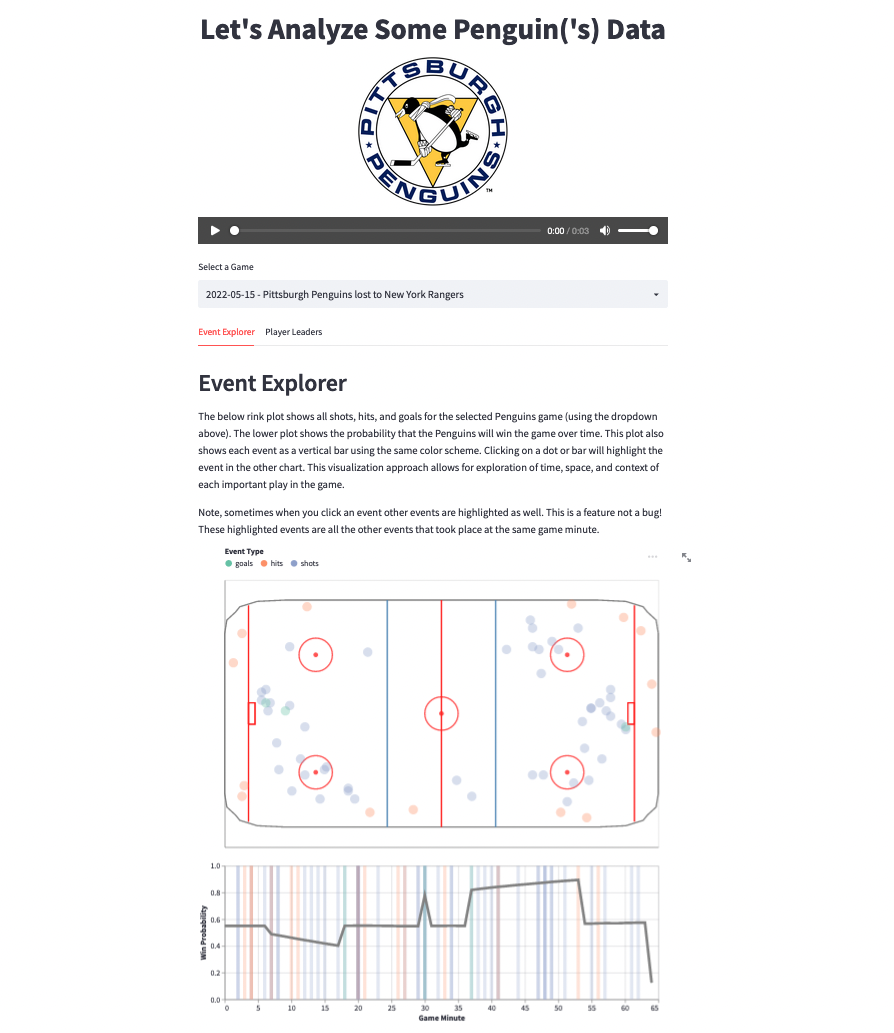 Let's Analyze Some Penguin('s) Data
PITTSBURGH
PENGUINS
TM
0:00 / 0:03
Select a Game
2022-05-15 - Pittsburgh Penguins lost to New York Rangers
Event Explorer Player Leaders
Event Explorer
The below rink plot shows all shots, hits, and goals for the selected Penguins game (using the dropdown
above). The lower plot shows the probability that the Penguins will win the game over time. This plot also
shows each event as a vertical bar using the same color scheme. Clicking on a dot or bar will highlight the
event in the other chart. This visualization approach allows for exploration of time, space, and context of
each important play in the game.
Note, sometimes when you click an event other events are highlighted as well. This is a feature not a bug!
These highlighted events are all the other events that took place at the same game minute.
Event Type
goals hits shots
1.0
0.8
0.6
0.4
0.2
0.0
Win Probability
0 5 10 15 20 25 30 35 40 45 50 55 60 65
Game Minute